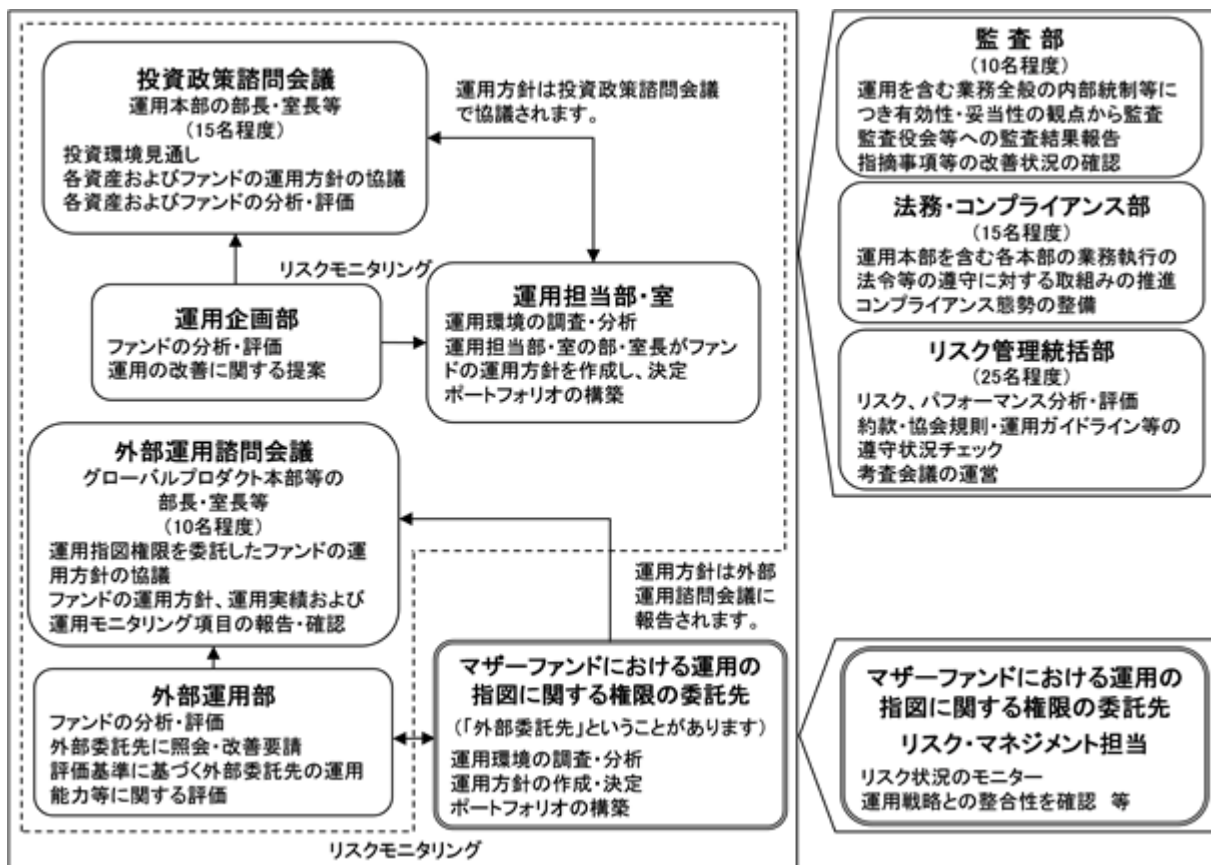 投資政策諮問会議
運用本部の部長・室長等
(15名程度)
投資環境見通し
各資産およびファンドの運用方針の協議
各資産およびファンドの分析・評価
運用方針は投資政策諮問会議
で協議されます。
リスクモニタリング
運用企画部
ファンドの分析・評価
運用の改善に関する提案
運用担当部・室
運用環境の調査・分析
運用担当部・室の部・室長がファン
ドの運用方針を作成し、決定
ポートフォリオの構築
外部運用諮問会議
グローバルプロダクト本部等の
部長・室長等
(10名程度)
運用指図権限を委託したファンドの運
用方針の協議
ファンドの運用方針、運用実績および
運用モニタリング項目の報告・確認
運用方針は外部
運用諮問会議に
報告されます。
外部運用部
ファンドの分析・評価
外部委託先に照会・改善要請
評価基準に基づく外部委託先の運用
能力等に関する評価
マザーファンドにおける運用の
指図に関する権限の委託先
(「外部委託先」ということがあります)
運用環境の調査・分析
運用方針の作成・決定
ポートフォリオの構築
リスクモニタリング
監査部
(10名程度)
運用を含む業務全般の内部統制等に
つき有効性・妥当性の観点から監査
監査役会等への監査結果報告
指摘事項等の改善状況の確認
法務・コンプライアンス部
(15名程度)
運用本部を含む各本部の業務執行の
法令等の遵守に対する取組みの推進
コンプライアンス態勢の整備
リスク管理統括部
(25名程度)
リスク、パフォーマンス分析・評価
約款・協会規則・運用ガイドライン等の
遵守状況チェック
考査会議の運営
マザーファンドにおける運用の
指図に関する権限の委託先
リスク・マネジメント担当
リスク状況のモニター
運用戦略との整合性を確認 等